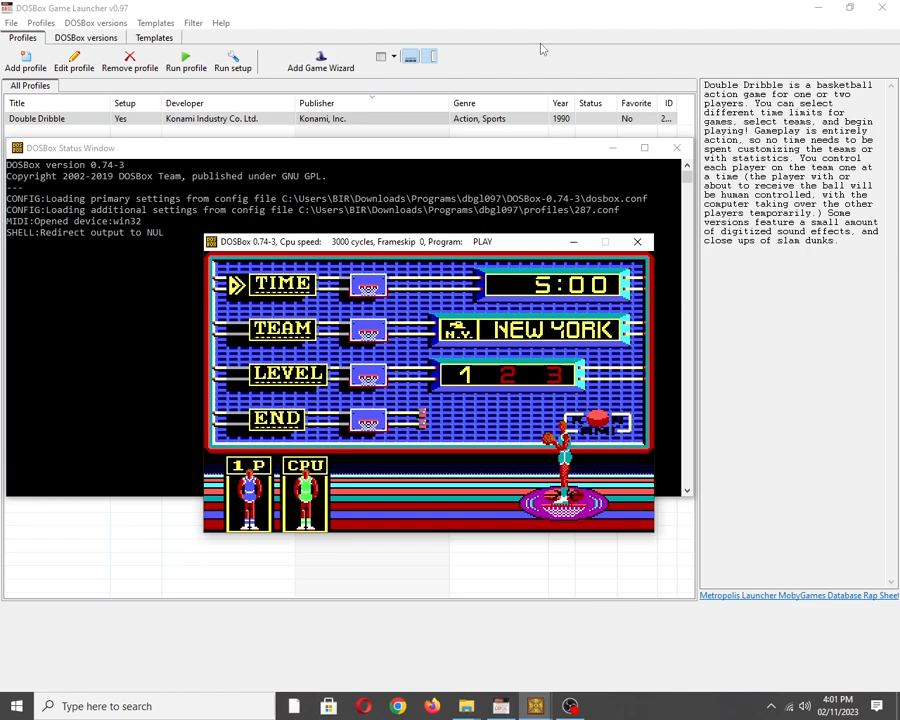 DOSBox Game Launcher v0.97
File Profiles DOSBox versions Templates Filter Help
Profiles DOSBox versions Templates
Add profile Edit profile Remove profile Run profile Run setup Add Game Wizard
All Profiles
Title Setup Developer Publisher Genre Year Status Favorite ID
Double Dribble Yes Konami Industry Co. Ltd. Konami, Inc. Action, Sports 1990 No 2...
Double Dribble is a basketball
action game for one or two
players. You can select
different time limits for
games, select teams, and begin
playing! Gameplay is entirely
action, so no time needs to be
spent customizing the teams or
with statistics. You control
each player on the team one at
a time (the player with or
about to receive the ball will
be human controlled, with the
computer taking over the other
players temporarily.) Some
versions feature a small amount
of digitized sound effects, and
close ups of slam dunks.
DOSBox Status Window
DOSBox version 0.74-3
Copyright 2002-2019 DOSBox Team, published under GNU GPL.
---
CONFIG:Loading primary settings from config file C:\Users\BIR\Downloads\Programs\dbgl097\DOSBox-0.74-3\dosbox.conf
CONFIG:Loading additional settings from config file C:\Users\BIR\Downloads\Programs\dbgl097\profiles\287.conf
MIDI:Opened device:win32
SHELL:Redirect output to NUL
DOSBox 0.74-3, Cpu speed: 3000 cycles, Frameskip 0, Program: PLAY
TIME 5:00
TEAM N.Y. NEW YORK
LEVEL 1 2 3
END
1 P CPU
Metropolis Launcher MobyGames Database Rap Sheet
Type here to search
4:01 PM
02/11/2023